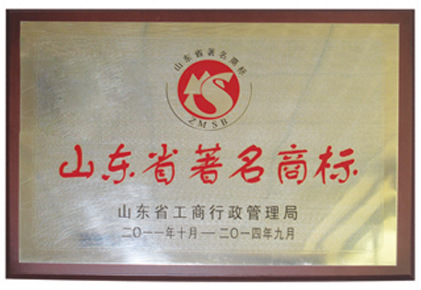 山东省著名商标
ZMSB
山东省著名商标
山东省工商行政管理局
二〇一一年十月—二〇一四年九月